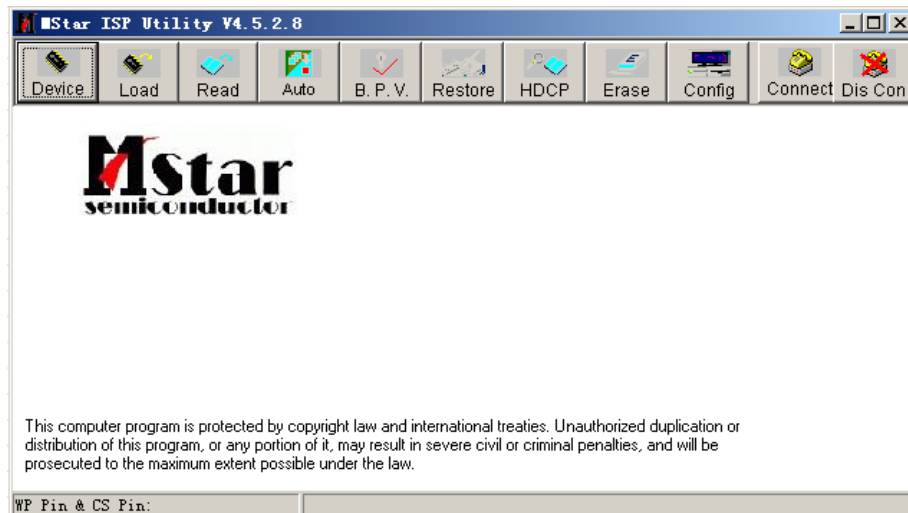 MStar ISP Utility V4.5.2.8
Device Load Read Auto B. P. V. Restore HDCP Erase Config Connect Dis Con
MStar
semiconductor
This computer program is protected by copyright law and international treaties. Unauthorized duplication or
distribution of this program, or any portion of it, may result in severe civil or criminal penalties, and will be
prosecuted to the maximum extent possible under the law.
WP Pin & CS Pin: